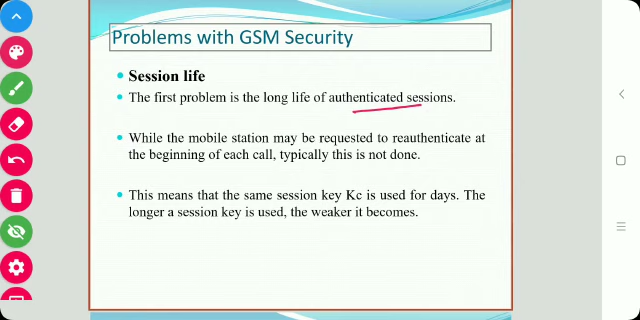 Problems with GSM Security
Session life
The first problem is the long life of authenticated sessions.
While the mobile station may be requested to reauthenticate at
the beginning of each call, typically this is not done.
This means that the same session key Kc is used for days. The
longer a session key is used, the weaker it becomes.